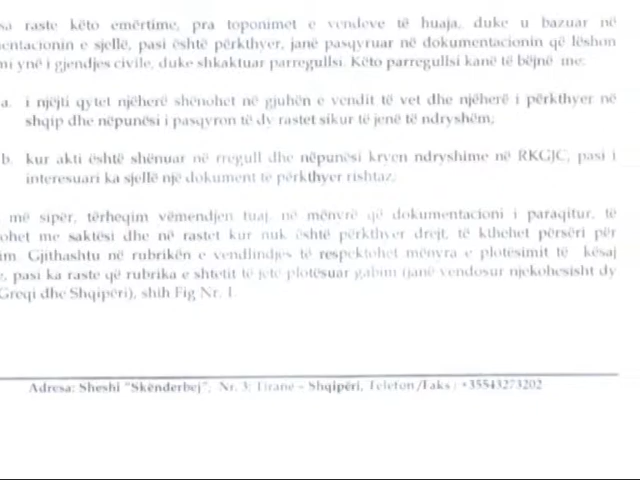 raste këto emërtime, pra toponimet e vendeve të huaja, duke u bazuar në
e sjellë, pasi është përkthyer, janë pasqyruar në dokumentacionin që lëshon
ynë i gjendjes civile, duke shkaktuar parregullsi. Këto parregullsi kanë të bëjnë me:
a. i njëjti qytet njëherë shënohet në gjuhën e vendit të vet dhe njëherë i përkthyer në
shqip dhe nëpunësi i pasqyron të dy rastet sikur të jenë të ndryshëm;
b. kur akti është shënuar në rregull dhe nëpunësi kryen ndryshime në RKGJC, pasi i
interesuari ka sjellë një dokument të përkthyer rishtaz;
më sipër, tërheqim vëmendjen tuaj, në mënyrë që dokumentacioni i paraqitur, të
me saktësi dhe në rastet kur nuk është përkthyer drejt, të kthehet përsëri për
Gjithashtu në rubrikën e vendlindjes të respektohet mënyra e plotësimit të kësaj
pasi ka raste që rubrika e shtetit të jetë plotësuar gabim (janë vendosur njëkohësisht dy
Greqi dhe Shqipëri), shih Fig Nr. 1.
Adresa: Sheshi "Skënderbej", Nr. 3, Tiranë – Shqipëri, Telefon/Faks : +35543273202